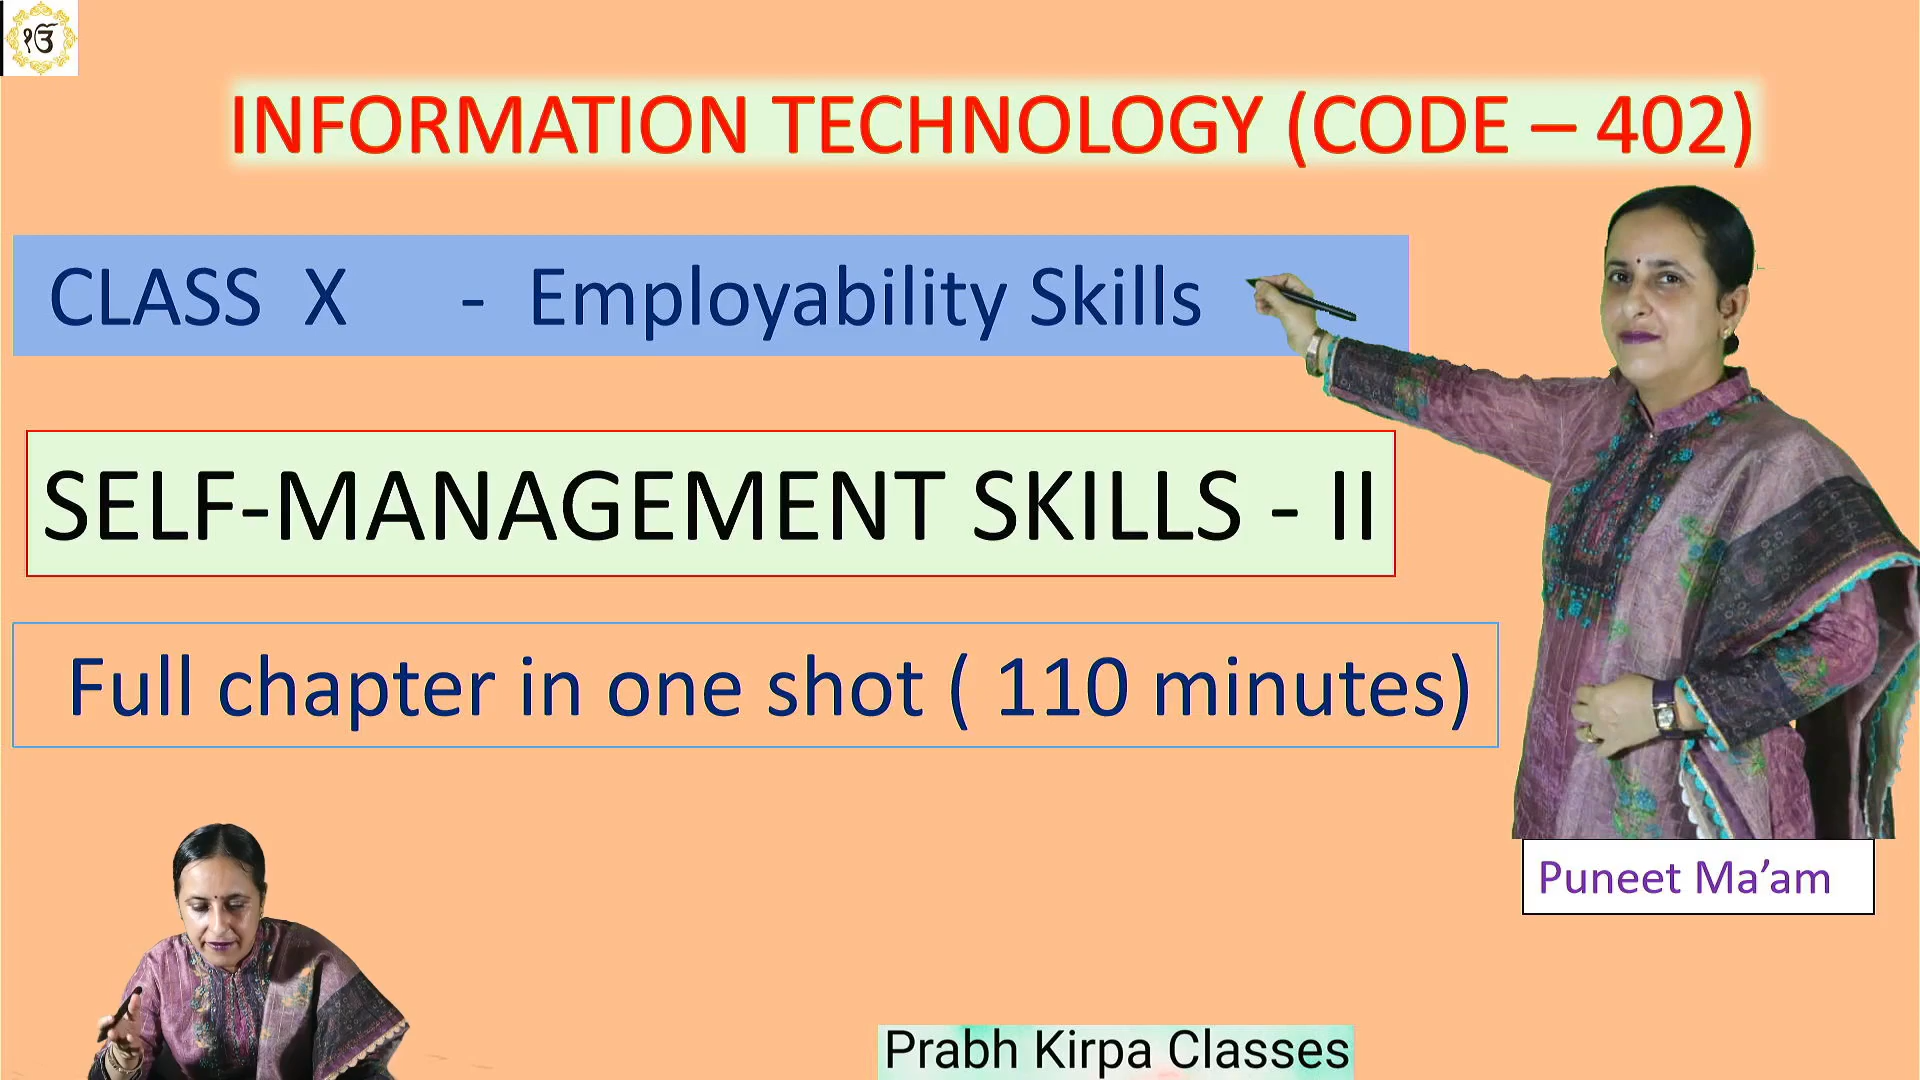 ੴ
INFORMATION TECHNOLOGY (CODE – 402)
CLASS X - Employability Skills
SELF-MANAGEMENT SKILLS - II
Full chapter in one shot ( 110 minutes)
Puneet Ma’am
Prabh Kirpa Classes